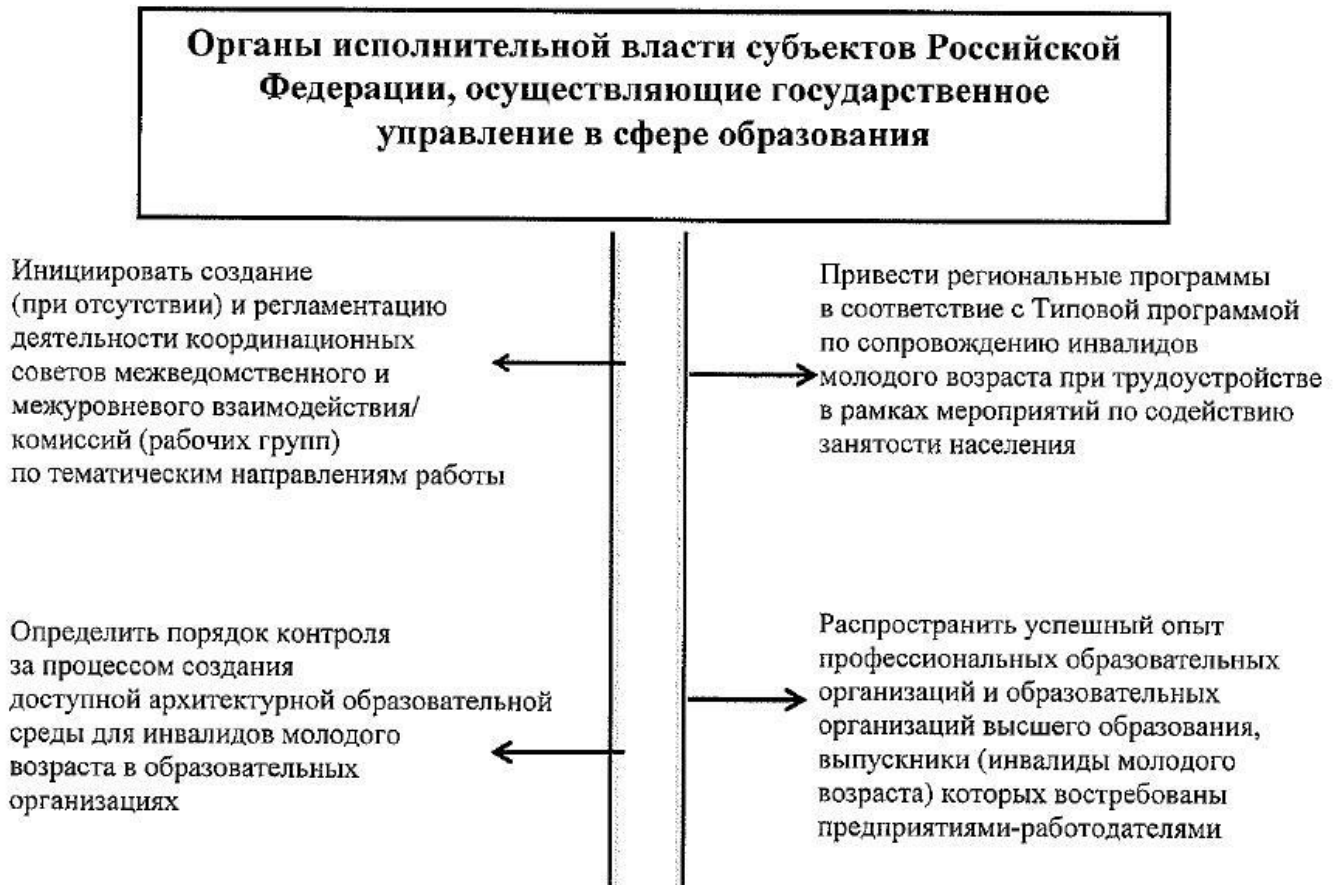 Органы исполнительной власти субъектов Российской
Федерации, осуществляющие государственное
управление в сфере образования
Инициировать создание
(при отсутствии) и регламентацию
деятельности координационных
советов межведомственного и
межуровневого взаимодействия/
комиссий (рабочих групп)
по тематическим направлениям работы
Привести региональные программы
в соответствие с Типовой программой
по сопровождению инвалидов
молодого возраста при трудоустройстве
в рамках мероприятий по содействию
занятости населения
Определить порядок контроля
за процессом создания
доступной архитектурной образовательной
среды для инвалидов молодого
возраста в образовательных
организациях
Распространить успешный опыт
профессиональных образовательных
организаций и образовательных
организаций высшего образования,
выпускники (инвалиды молодого
возраста) которых востребованы
предприятиями-работодателями